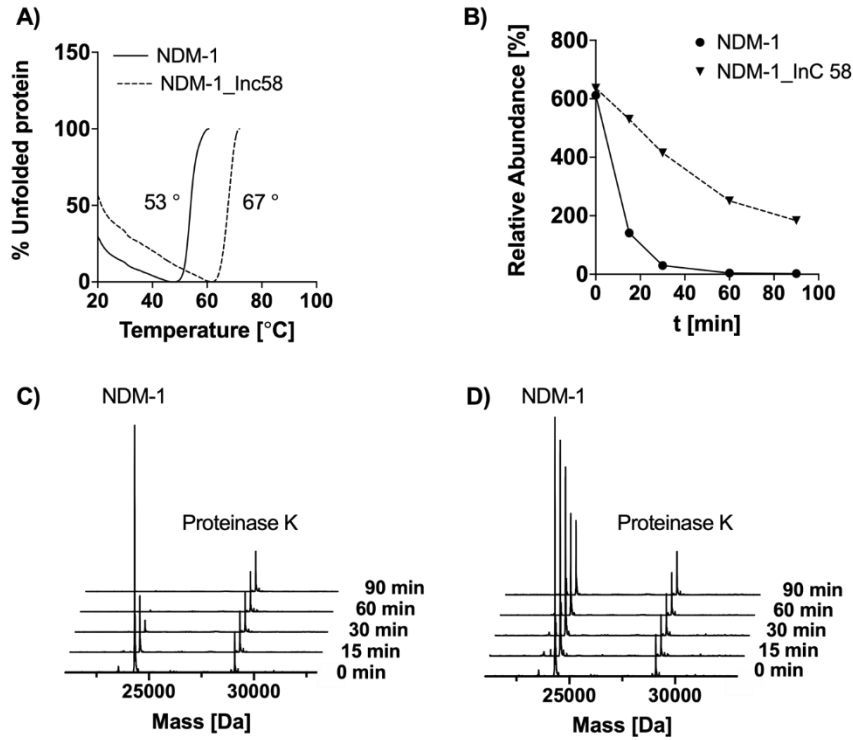 A)
NDM-1
NDM-1_Inc58
150
100
50
0
53 °
67 °
% Unfolded protein
20 40 60 80 100
Temperature [°C]
B)
NDM-1
NDM-1_InC 58
800
600
400
200
0
Relative Abundance [%]
0 20 40 60 80 100
t [min]
C)
NDM-1
Proteinase K
90 min
60 min
30 min
15 min
0 min
25000 30000
Mass [Da]
D)
NDM-1
Proteinase K
90 min
60 min
30 min
15 min
0 min
25000 30000
Mass [Da]